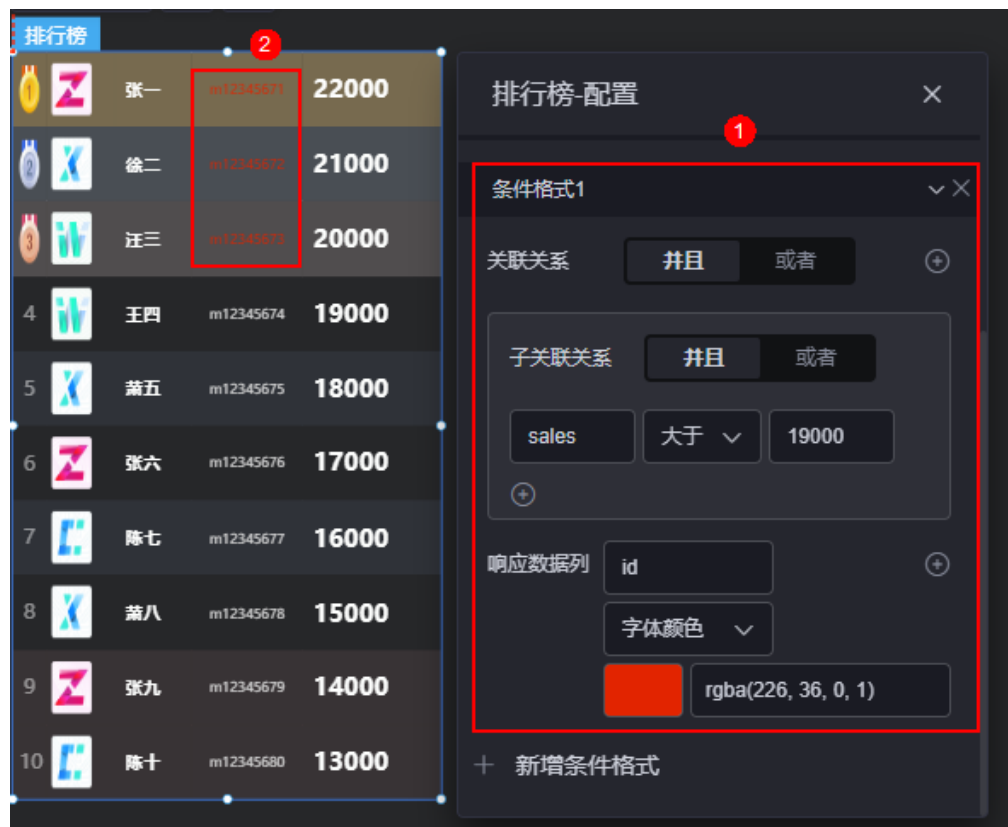 排行榜
2
1 张一 m12345671 22000
2 徐二 m12345672 21000
3 汪三 m12345673 20000
4 王四 m12345674 19000
5 萧五 m12345675 18000
6 张六 m12345676 17000
7 陈七 m12345677 16000
8 萧八 m12345678 15000
9 张九 m12345679 14000
10 陈十 m12345680 13000
排行榜-配置
1
条件格式1
关联关系 并且 或者
子关联关系 并且 或者
sales 大于 19000
响应数据列 id
字体颜色
rgba(226, 36, 0, 1)
新增条件格式